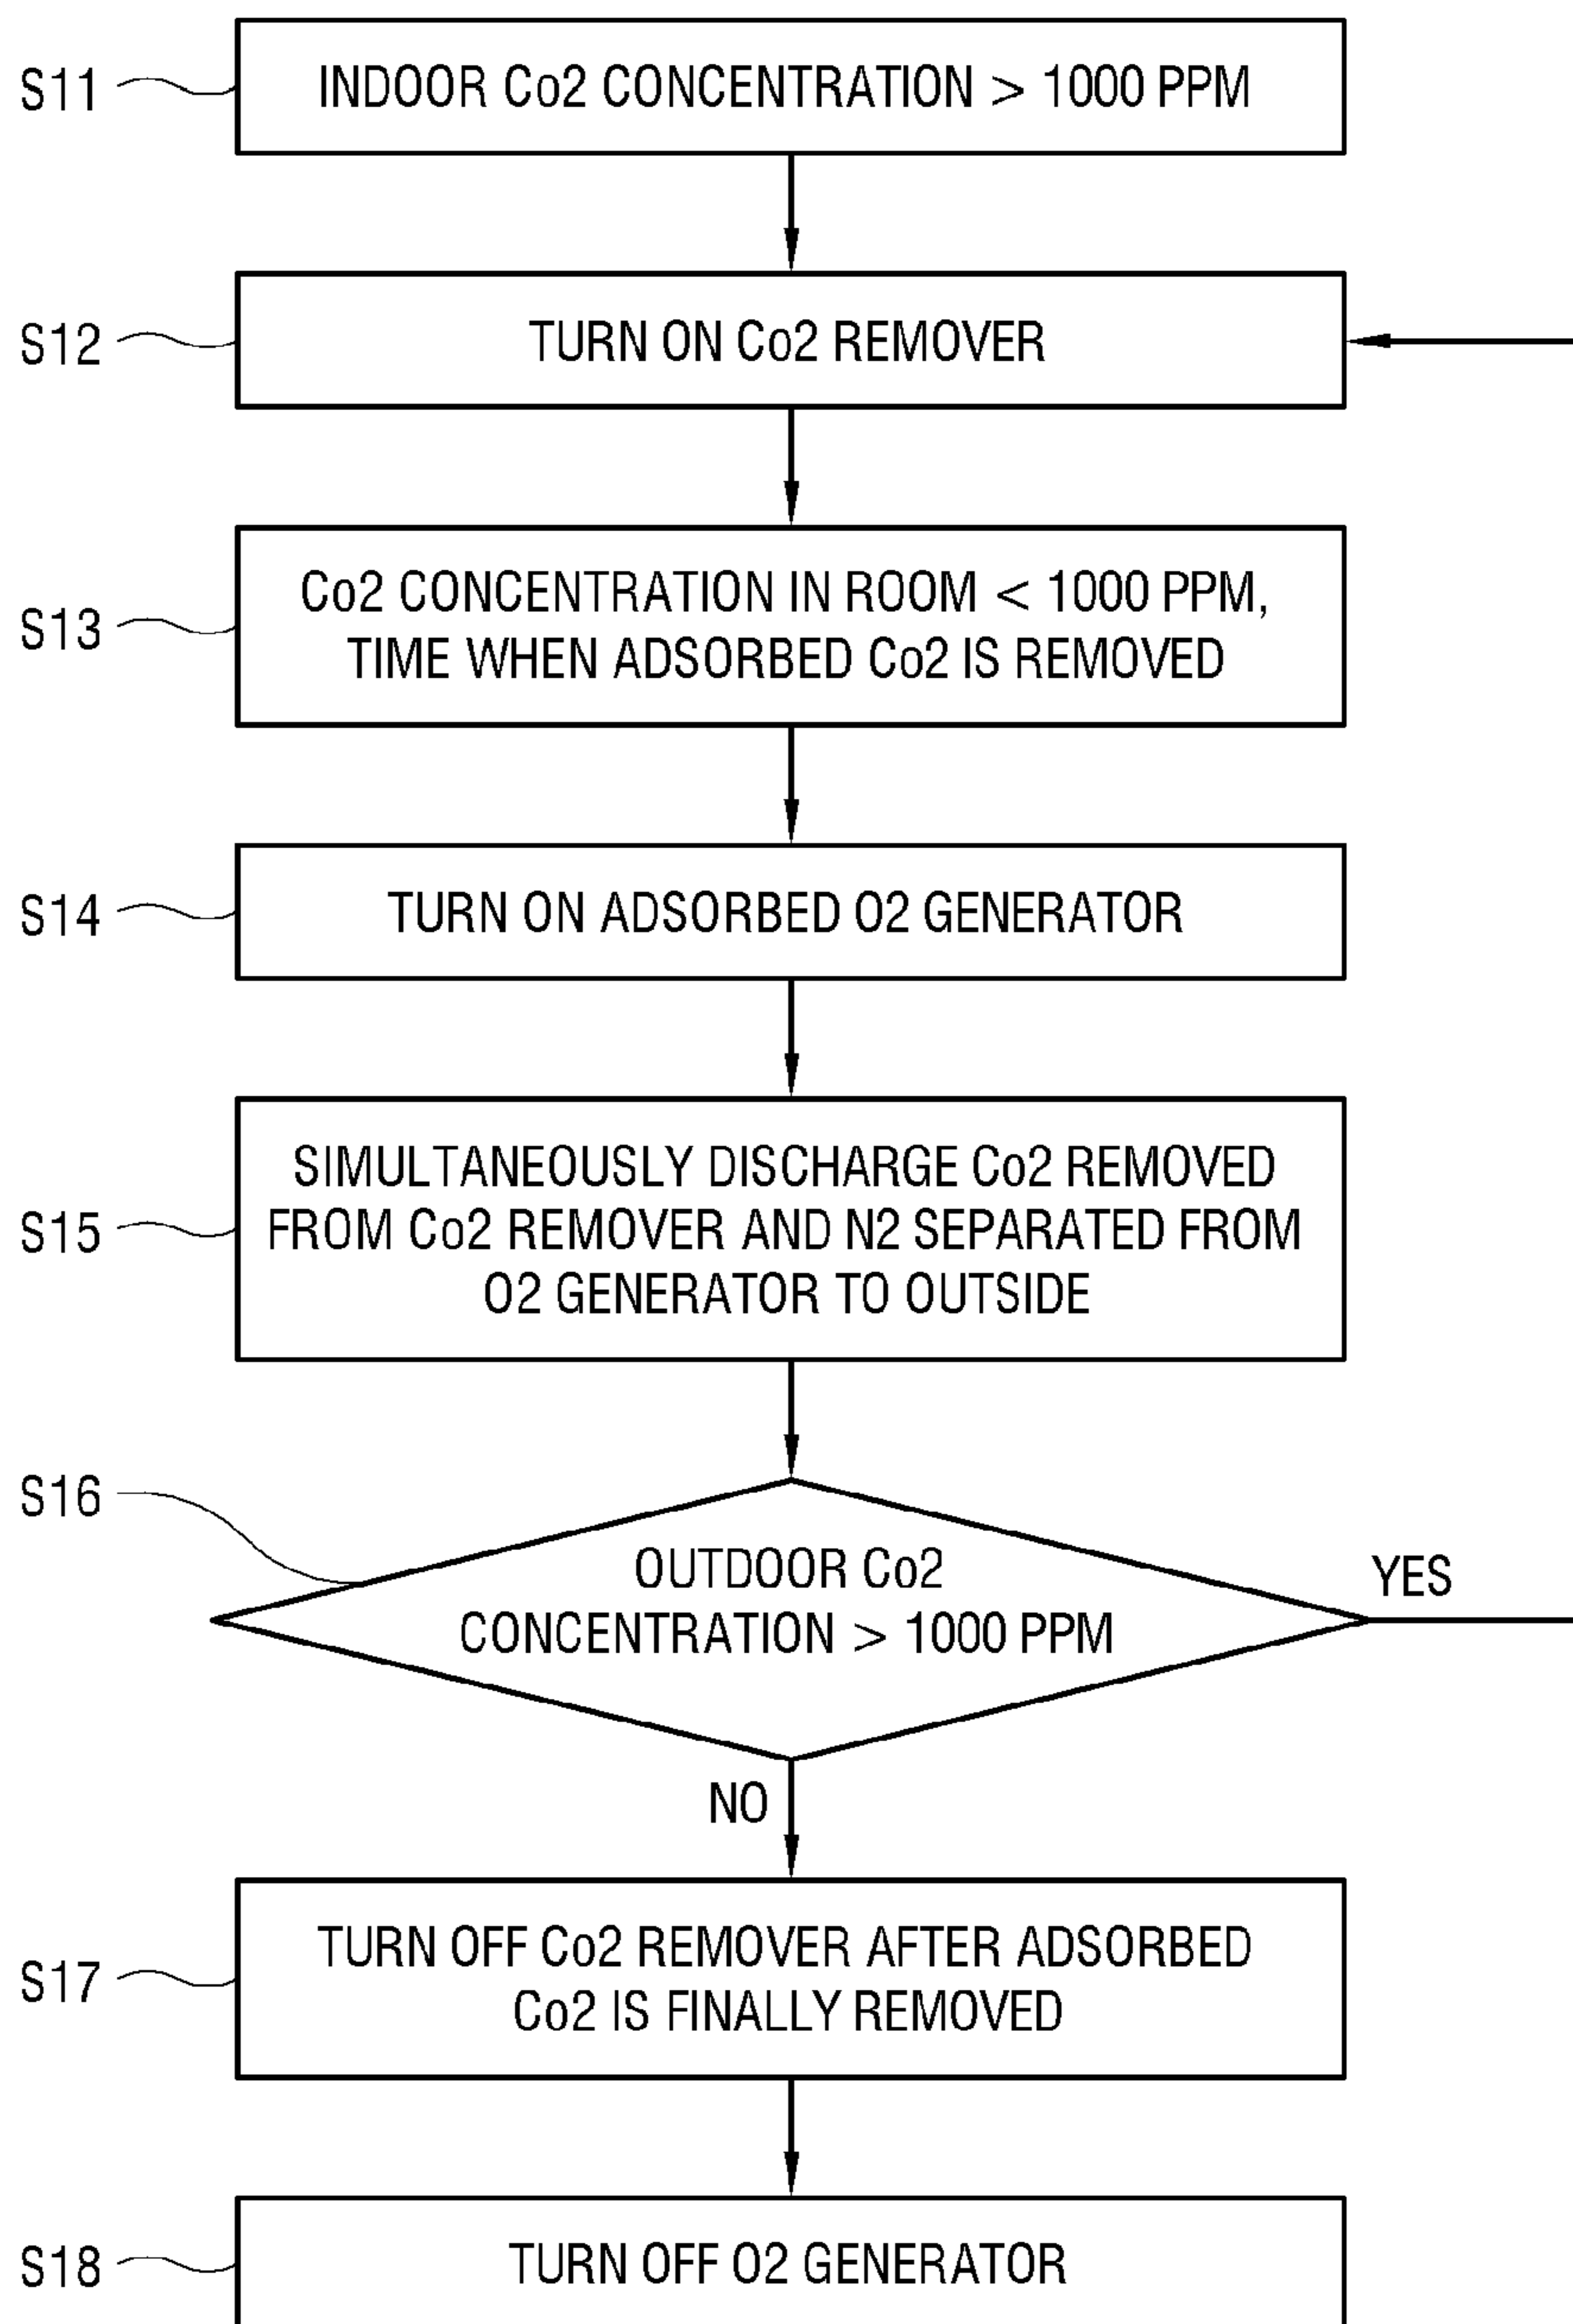 S11
INDOOR Co2 CONCENTRATION > 1000 PPM
S12
TURN ON Co2 REMOVER
S13
Co2 CONCENTRATION IN ROOM < 1000 PPM,
TIME WHEN ADSORBED Co2 IS REMOVED
S14
TURN ON ADSORBED O2 GENERATOR
S15
SIMULTANEOUSLY DISCHARGE Co2 REMOVED
FROM Co2 REMOVER AND N2 SEPARATED FROM
O2 GENERATOR TO OUTSIDE
S16
OUTDOOR Co2
CONCENTRATION > 1000 PPM
YES
NO
S17
TURN OFF Co2 REMOVER AFTER ADSORBED
Co2 IS FINALLY REMOVED
S18
TURN OFF O2 GENERATOR